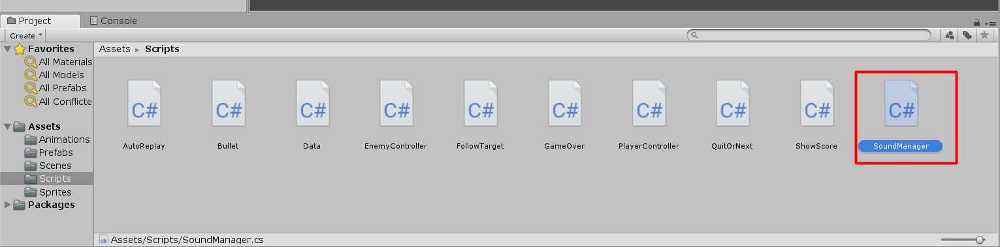 Project
Console
Create
Favorites
All Materials
All Models
All Prefabs
All Conflicte
Assets
Animations
Prefabs
Scenes
Scripts
Sprites
Packages
Assets ▸ Scripts
C# C# C# C# C# C# C# C# C# C#
AutoReplay Bullet Data EnemyController FollowTarget GameOver PlayerController QuitOrNext ShowScore SoundManager
C# Assets/Scripts/SoundManager.cs